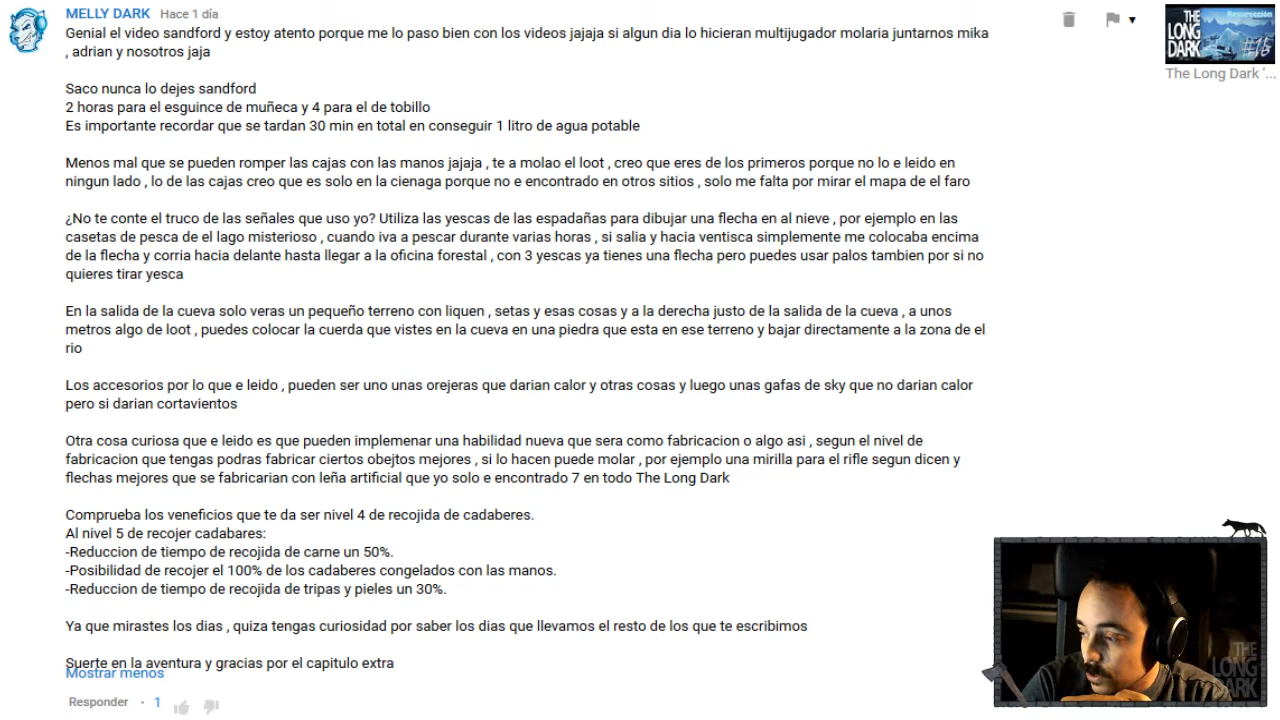 MELLY DARK Hace 1 día
Genial el video sandford y estoy atento porque me lo paso bien con los videos jajaja si algun dia lo hicieran multijugador molaria juntarnos mika
, adrian y nosotros jaja
Saco nunca lo dejes sandford
2 horas para el esguince de muñeca y 4 para el de tobillo
Es importante recordar que se tardan 30 min en total en conseguir 1 litro de agua potable
Menos mal que se pueden romper las cajas con las manos jajaja , te a molao el loot , creo que eres de los primeros porque no lo e leido en
ningun lado , lo de las cajas creo que es solo en la cienaga porque no e encontrado en otros sitios , solo me falta por mirar el mapa de el faro
¿No te conte el truco de las señales que uso yo? Utiliza las yescas de las espadañas para dibujar una flecha en al nieve , por ejemplo en las
casetas de pesca de el lago misterioso , cuando iva a pescar durante varias horas , si salia y hacia ventisca simplemente me colocaba encima
de la flecha y corria hacia delante hasta llegar a la oficina forestal , con 3 yescas ya tienes una flecha pero puedes usar palos tambien por si no
quieres tirar yesca
En la salida de la cueva solo veras un pequeño terreno con liquen , setas y esas cosas y a la derecha justo de la salida de la cueva , a unos
metros algo de loot , puedes colocar la cuerda que vistes en la cueva en una piedra que esta en ese terreno y bajar directamente a la zona de el
rio
Los accesorios por lo que e leido , pueden ser uno unas orejeras que darian calor y otras cosas y luego unas gafas de sky que no darian calor
pero si darian cortavientos
Otra cosa curiosa que e leido es que pueden implemenar una habilidad nueva que sera como fabricacion o algo asi , segun el nivel de
fabricacion que tengas podras fabricar ciertos obejtos mejores , si lo hacen puede molar , por ejemplo una mirilla para el rifle segun dicen y
flechas mejores que se fabricarian con leña artificial que yo solo e encontrado 7 en todo The Long Dark
Comprueba los veneficios que te da ser nivel 4 de recojida de cadaberes.
Al nivel 5 de recojer cadabares:
-Reduccion de tiempo de recojida de carne un 50%.
-Posibilidad de recojer el 100% de los cadaberes congelados con las manos.
-Reduccion de tiempo de recojida de tripas y pieles un 30%.
Ya que mirastes los dias , quiza tengas curiosidad por saber los dias que llevamos el resto de los que te escribimos
Suerte en la aventura y gracias por el capitulo extra
Mostrar menos
Responder · 1
Resurrección
THE
LONG
DARK #16
The Long Dark '...
THE
LONG
DARK